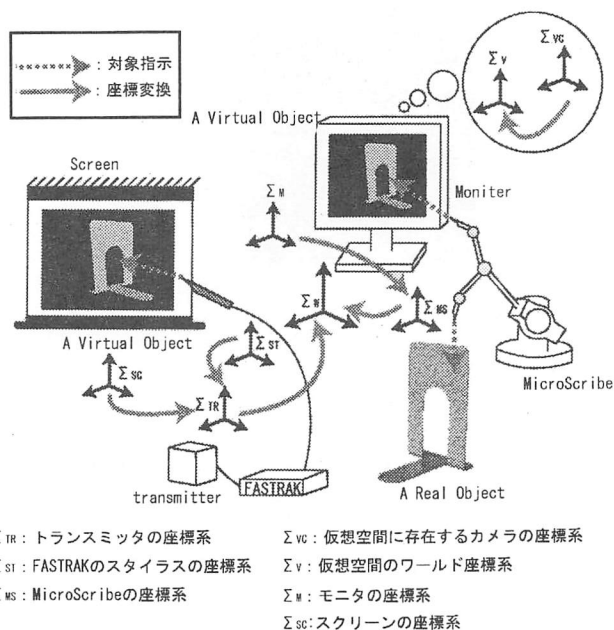 : 対象指示
: 座標変換
Σv
Σvc
A Virtual Object
Screen
Moniter
ΣM
ΣW
ΣMS
A Virtual Object
ΣST
ΣSC
ΣTR
MicroScribe
transmitter
FASTRAK
A Real Object
ΣTR: トランスミッタの座標系
ΣST: FASTRAKのスタイラスの座標系
ΣMS: MicroScribeの座標系
Σvc: 仮想空間に存在するカメラの座標系
Σv: 仮想空間のワールド座標系
ΣM: モニタの座標系
Σsc:スクリーンの座標系